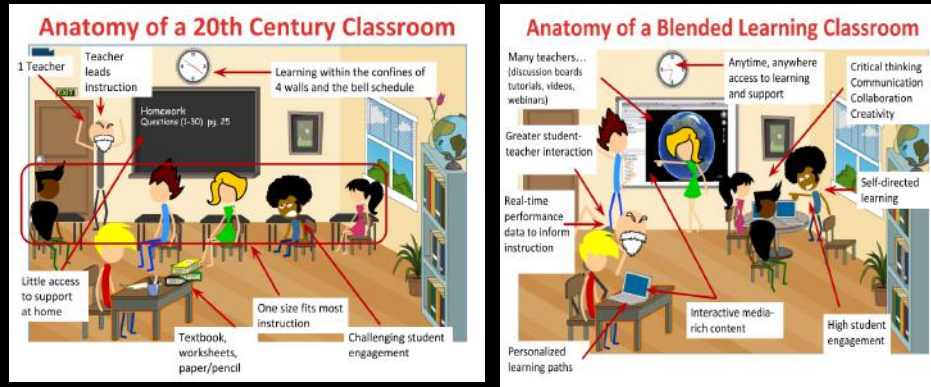 Anatomy of a 20th Century Classroom
1 Teacher
Teacher
leads
instruction
Learning within the confines of
4 walls and the bell schedule
EXIT
Homework
Questions (1-30) pg. 25
Little access
to support
at home
Textbook,
worksheets,
paper/pencil
One size fits most
instruction
Challenging student
engagement
Anatomy of a Blended Learning Classroom
Many teachers...
(discussion boards
tutorials, videos,
webinars)
Anytime, anywhere
access to learning
and support
Critical thinking
Communication
Collaboration
Creativity
Greater student-
teacher interaction
Self-directed
learning
Real-time
performance
data to inform
instruction
Interactive media-
rich content
High student
engagement
Personalized
learning paths